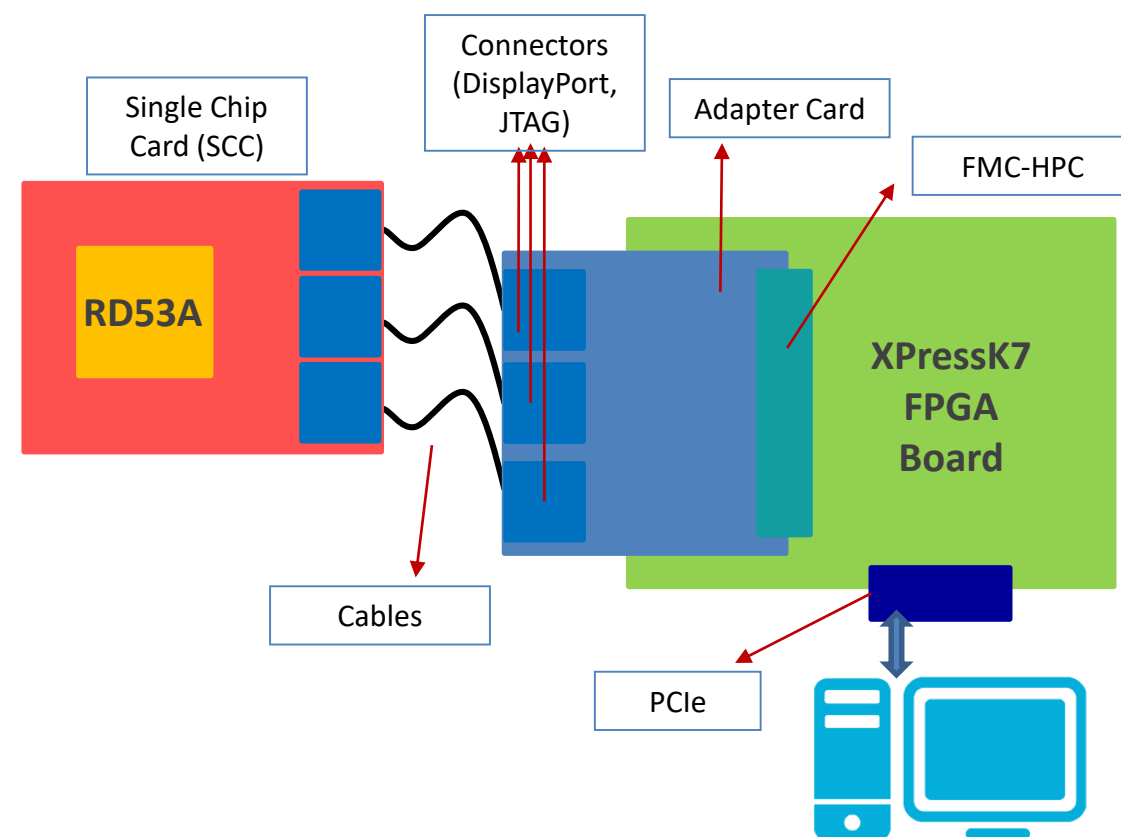 Connectors
(DisplayPort,
JTAG)
Single Chip
Card (SCC)
Adapter Card
FMC-HPC
RD53A
XPressK7
FPGA
Board
Cables
PCIe